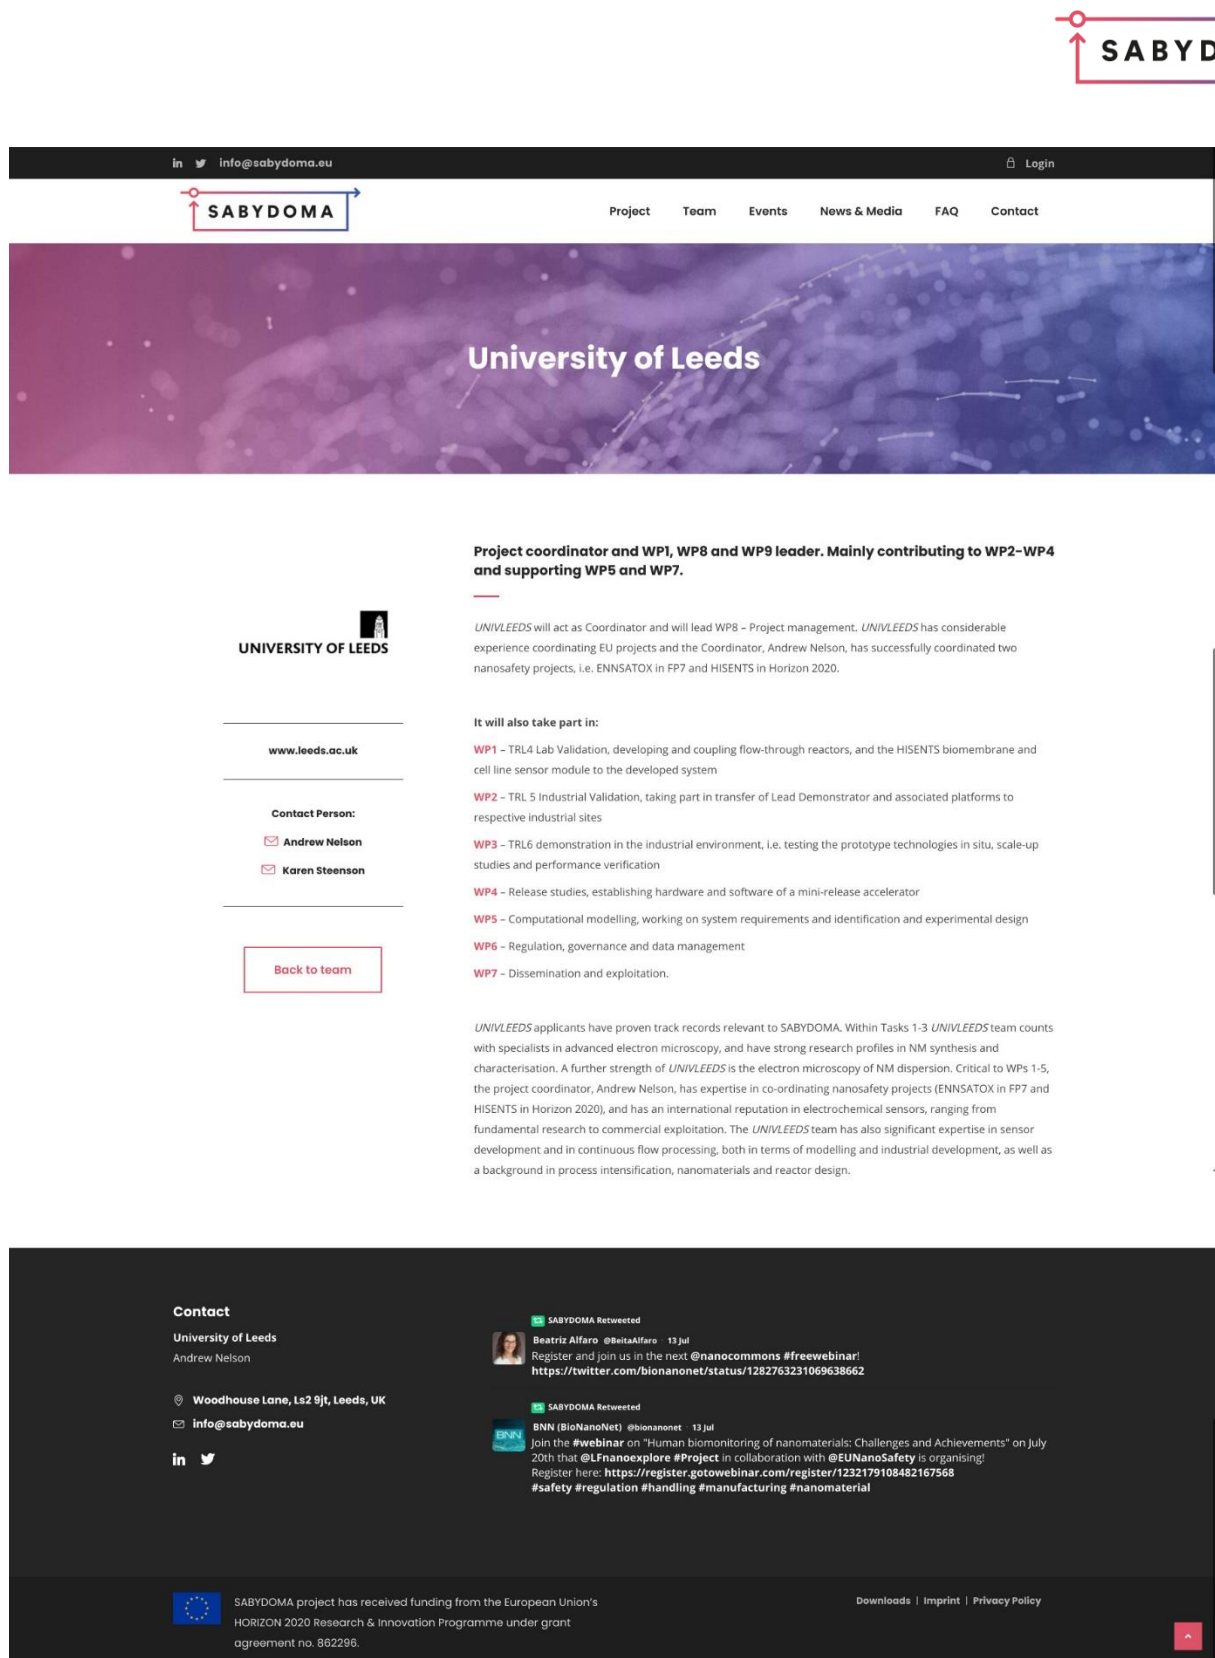 SABYD
info@sabydoma.eu
Login
SABYDOMA
Project Team Events News & Media FAQ Contact
University of Leeds
Project coordinator and WP1, WP8 and WP9 leader. Mainly contributing to WP2-WP4
and supporting WP5 and WP7.
UNIVERSITY OF LEEDS
www.leeds.ac.uk
Contact Person:
Andrew Nelson
Karen Steenson
Back to team
UNIVLEEDS will act as Coordinator and will lead WP8 – Project management. UNIVLEEDS has considerable
experience coordinating EU projects and the Coordinator, Andrew Nelson, has successfully coordinated two
nanosafety projects, i.e. ENNSATOX in FP7 and HISENTS in Horizon 2020.
It will also take part in:
WP1 – TRL4 Lab Validation, developing and coupling flow-through reactors, and the HISENTS biomembrane and
cell line sensor module to the developed system
WP2 – TRL 5 Industrial Validation, taking part in transfer of Lead Demonstrator and associated platforms to
respective industrial sites
WP3 – TRL6 demonstration in the industrial environment, i.e. testing the prototype technologies in situ, scale-up
studies and performance verification
WP4 – Release studies, establishing hardware and software of a mini-release accelerator
WP5 – Computational modelling, working on system requirements and identification and experimental design
WP6 – Regulation, governance and data management
WP7 – Dissemination and exploitation.
UNIVLEEDS applicants have proven track records relevant to SABYDOMA. Within Tasks 1-3 UNIVLEEDS team counts
with specialists in advanced electron microscopy, and have strong research profiles in NM synthesis and
characterisation. A further strength of UNIVLEEDS is the electron microscopy of NM dispersion. Critical to WPs 1-5,
the project coordinator, Andrew Nelson, has expertise in co-ordinating nanosafety projects (ENNSATOX in FP7 and
HISENTS in Horizon 2020), and has an international reputation in electrochemical sensors, ranging from
fundamental research to commercial exploitation. The UNIVLEEDS team has also significant expertise in sensor
development and in continuous flow processing, both in terms of modelling and industrial development, as well as
a background in process intensification, nanomaterials and reactor design.
Contact
University of Leeds
Andrew Nelson
Woodhouse Lane, Ls2 9jt, Leeds, UK
info@sabydoma.eu
SABYDOMA Retweeted
Beatriz Alfaro @BeitaAlfaro · 13 Jul
Register and join us in the next @nanocommons #freewebinar!
https://twitter.com/bionanonet/status/1282763231069638662
SABYDOMA Retweeted
BNN
BNN (BioNanoNet) @bionanonet · 13 Jul
Join the #webinar on "Human biomonitoring of nanomaterials: Challenges and Achievements" on July
20th that @LFnanoexplore #Project in collaboration with @EUNanoSafety is organising!
Register here: https://register.gotowebinar.com/register/1232179108482167568
#safety #regulation #handling #manufacturing #nanomaterial
SABYDOMA project has received funding from the European Union's
HORIZON 2020 Research & Innovation Programme under grant
agreement no. 862296.
Downloads | Imprint | Privacy Policy